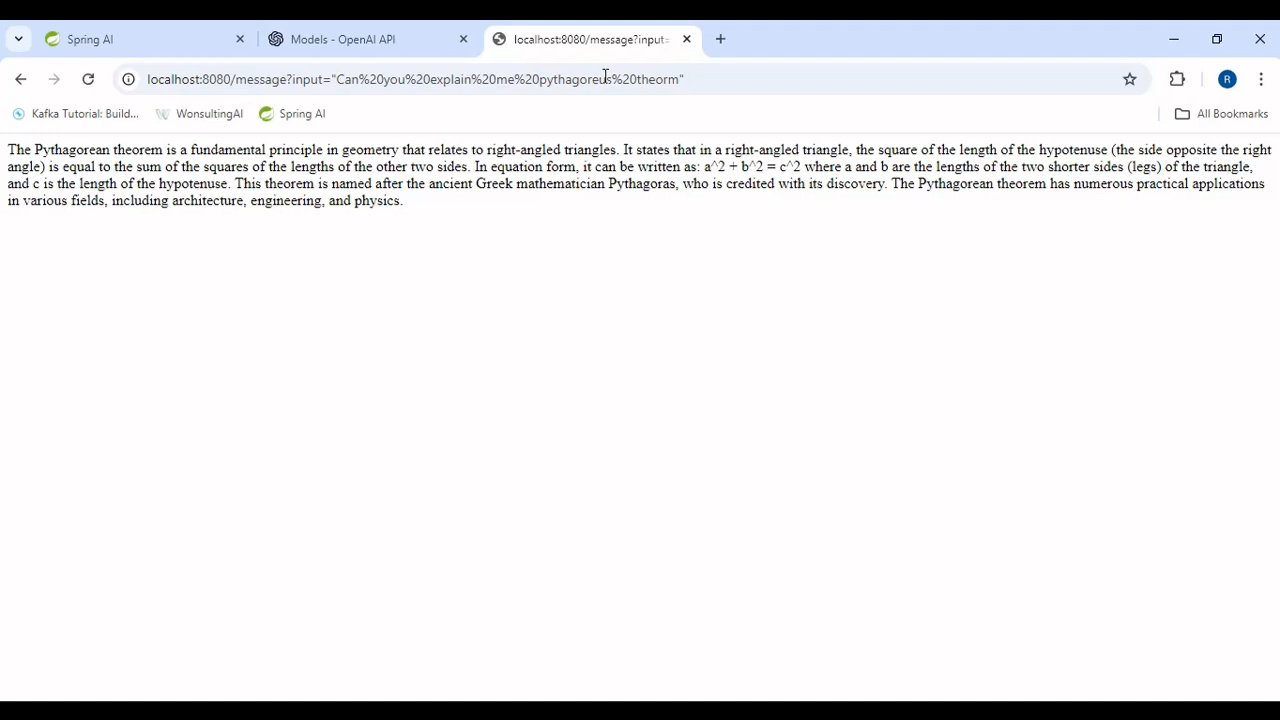 Spring AI
Models - OpenAI API
localhost:8080/message?input=
localhost:8080/message?input="Can%20you%20explain%20me%20pythagoreus%20theorm"
R
Kafka Tutorial: Build...
WonsultingAI
Spring AI
All Bookmarks
The Pythagorean theorem is a fundamental principle in geometry that relates to right-angled triangles. It states that in a right-angled triangle, the square of the length of the hypotenuse (the side opposite the right
angle) is equal to the sum of the squares of the lengths of the other two sides. In equation form, it can be written as: a^2 + b^2 = c^2 where a and b are the lengths of the two shorter sides (legs) of the triangle,
and c is the length of the hypotenuse. This theorem is named after the ancient Greek mathematician Pythagoras, who is credited with its discovery. The Pythagorean theorem has numerous practical applications
in various fields, including architecture, engineering, and physics.